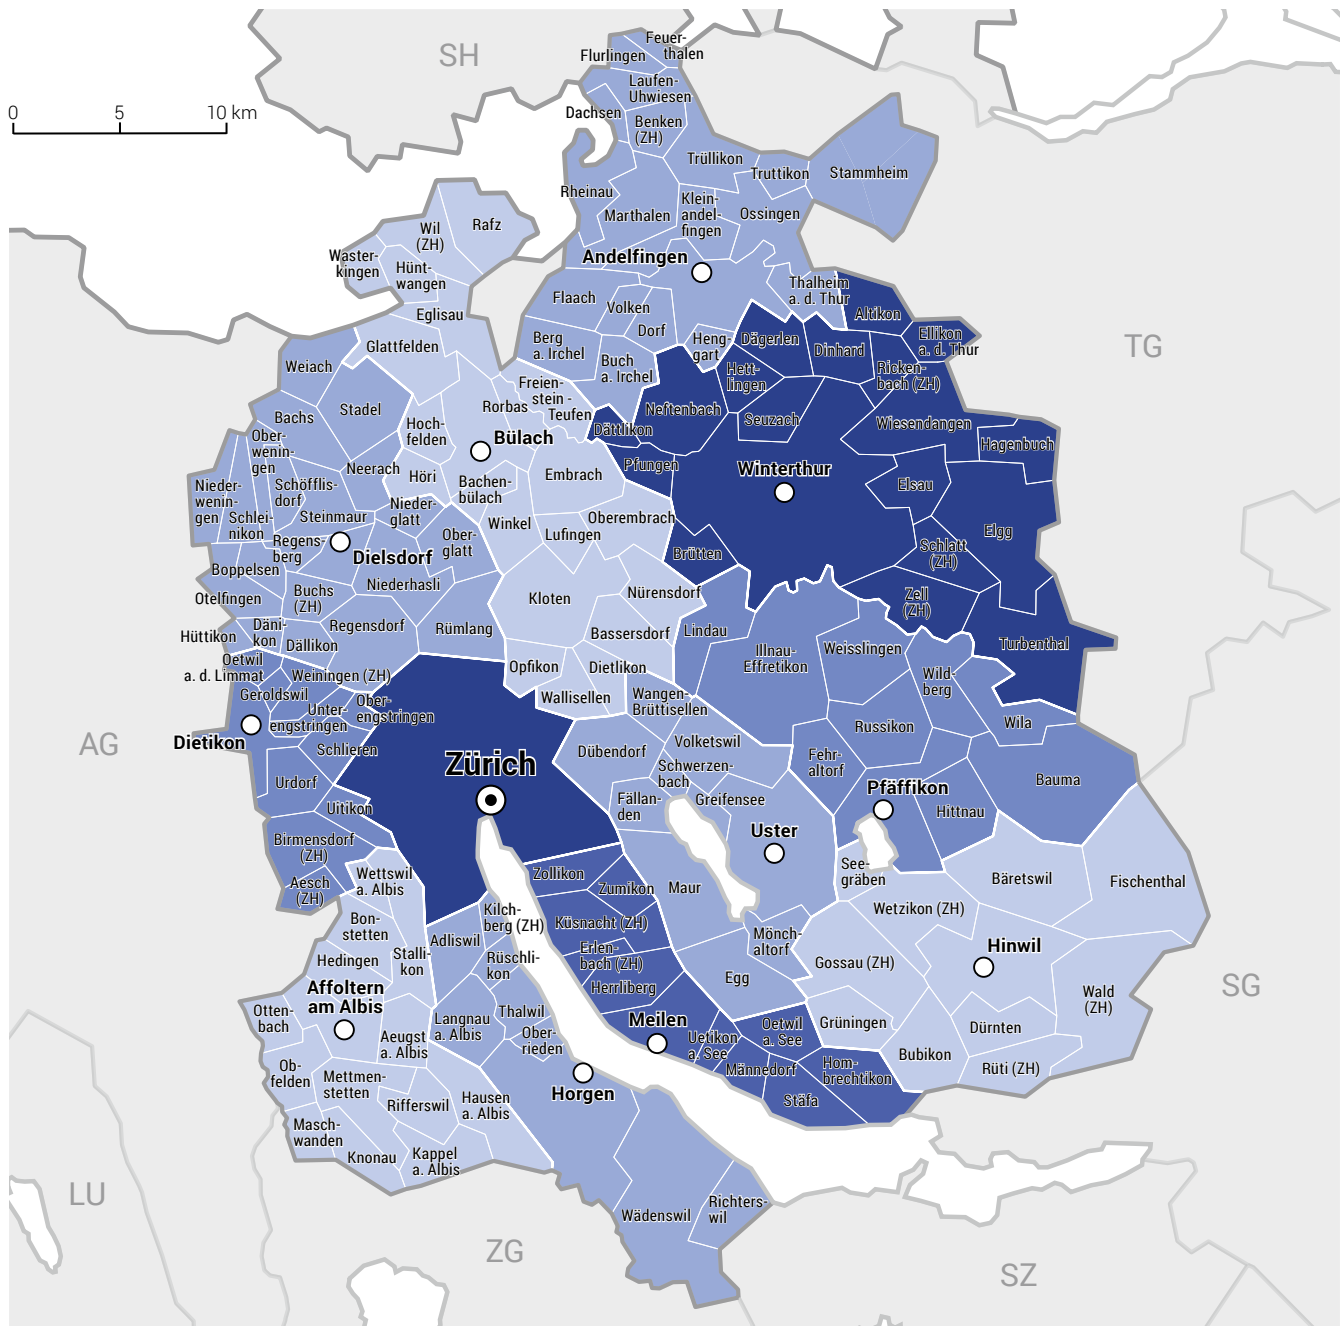 SH
Feuer-
thalen
Flurlingen
Laufen-
Uhwiesen
0 5 10 km
Dachsen
Benken
(ZH)
Trüllikon
Truttikon
Stammheim
Rheinau
Marthalen
Klein-
andel-
fingen
Ossingen
Rafz
Wil
(ZH)
Waster-
kingen
Hünt-
wangen
Andelfingen
Thalheim
a. d. Thur
Flaach
Volken
Dorf
Eglisau
Altikon
Ellikon
a. d. Thur
TG
Glattfelden
Berg
a. Irchel
Buch
a. Irchel
Heng-
gart
Dägerlen
Dinhard
Ricken-
bach (ZH)
Hett-
lingen
Weiach
Freien-
stein -
Teufen
Rorbas
Neftenbach
Seuzach
Wiesendangen
Bachs
Stadel
Hoch-
felden
Bülach
Dättlikon
Hagenbuch
Ober-
wenin-
gen
Neerach
Höri
Bachen-
bülach
Embrach
Pfungen
Winterthur
Elsau
Nieder-
wenin-
gen
Schöfflis-
dorf
Schlei-
nikon
Steinmaur
Nieder-
glatt
Winkel
Lufingen
Oberembrach
Elgg
Regens-
berg
Dielsdorf
Ober-
glatt
Brütten
Schlatt
(ZH)
Boppelsen
Otelfingen
Buchs
(ZH)
Niederhasli
Kloten
Nürensdorf
Zell
(ZH)
Hüttikon
Däni-
kon
Dällikon
Regensdorf
Rümlang
Bassersdorf
Lindau
Illnau-
Effretikon
Weisslingen
Turbenthal
Oetwil
a. d. Limmat
Weiningen (ZH)
Opfikon
Dietlikon
Wild-
berg
Geroldswil
Unter-
engstringen
Ober-
engstringen
Wallisellen
Wangen-
Brüttisellen
Russikon
Wila
AG
Dietikon
Schlieren
Zürich
Dübendorf
Volketswil
Schwerzen-
bach
Fehr-
altorf
Bauma
Urdorf
Uitikon
Fällan-
den
Greifensee
Pfäffikon
Hittnau
Birmensdorf
(ZH)
Uster
Aesch
(ZH)
Wettswil
a. Albis
Zollikon
Zumikon
Maur
See-
gräben
Bäretswil
Fischenthal
Bon-
stetten
Kilch-
berg (ZH)
Küsnacht (ZH)
Wetzikon (ZH)
Adliswil
Mönch-
altorf
Hinwil
Hedingen
Stalli-
kon
Rüschli-
kon
Erlen-
bach (ZH)
Gossau (ZH)
Egg
Herrliberg
SG
Affoltern
am Albis
Wald
(ZH)
Otten-
bach
Langnau
a. Albis
Thalwil
Meilen
Uetikon
a. See
Oetwil
a. See
Grüningen
Dürnten
Aeugst
a. Albis
Ober-
rieden
Bubikon
Rüti (ZH)
Ob-
felden
Mettmen-
stetten
Männedorf
Hom-
brechtikon
Horgen
Stäfa
Rifferswil
Hausen
a. Albis
Masch-
wanden
Knonau
Kappel
a. Albis
LU
Wädenswil
Richters-
wil
ZG
SZ